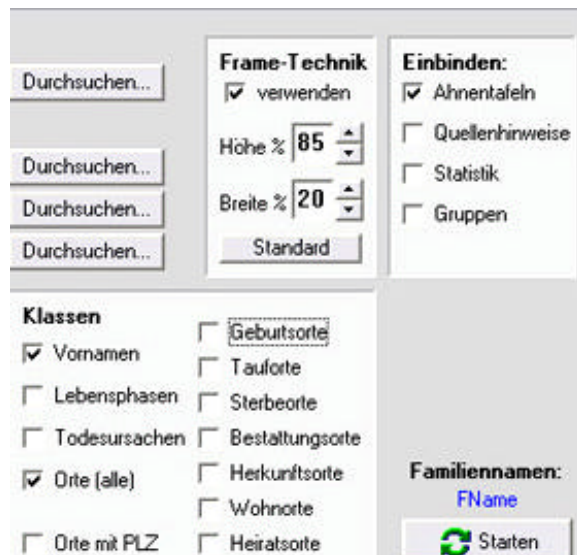 Durchsuchen...
Durchsuchen...
Durchsuchen...
Durchsuchen...
Frame-Technik
verwenden
Höhe % 85
Breite % 20
Standard
Einbinden:
Ahnentafeln
Quellenhinweise
Statistik
Gruppen
Klassen
Vornamen
Lebensphasen
Todesursachen
Orte (alle)
Orte mit PLZ
Geburtsorte
Tauforte
Sterbeorte
Bestattungsorte
Herkunftsorte
Wohnorte
Heiratsorte
Familiennamen:
FName
Starten